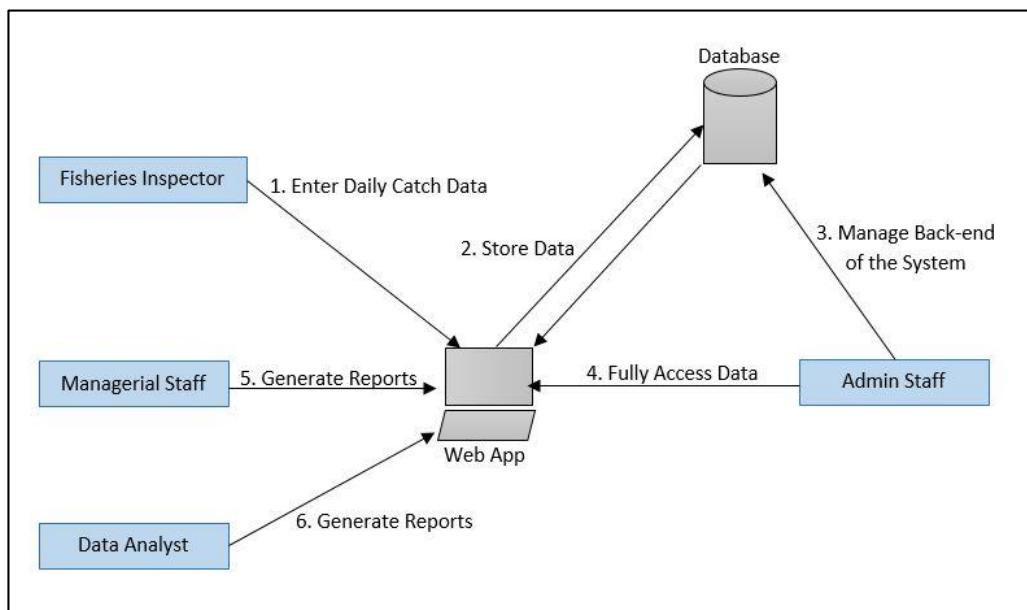 Database
Fisheries Inspector
1. Enter Daily Catch Data
2. Store Data
3. Manage Back-end
of the System
Managerial Staff
5. Generate Reports
4. Fully Access Data
Admin Staff
Web App
6. Generate Reports
Data Analyst